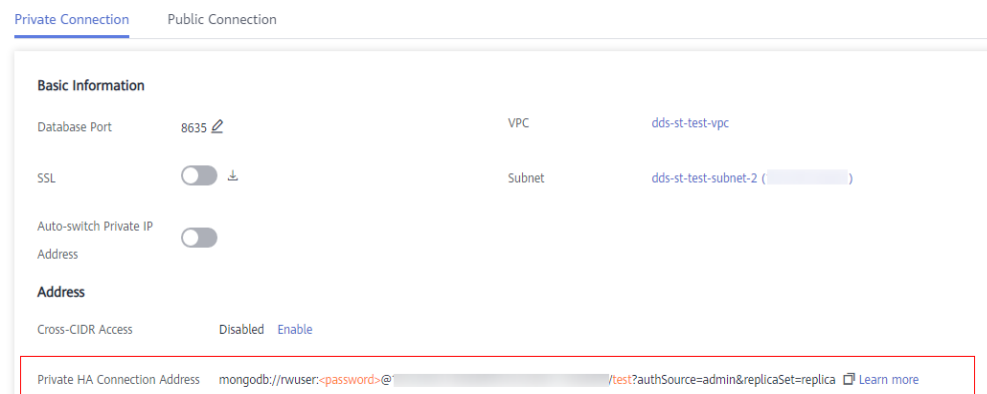 Private Connection Public Connection
Basic Information
Database Port 8635 VPC dds-st-test-vpc
SSL Subnet dds-st-test-subnet-2 ( )
Auto-switch Private IP
Address
Address
Cross-CIDR Access Disabled Enable
Private HA Connection Address mongodb://rwuser:<password>@ /test?authSource=admin&replicaSet=replica Learn more